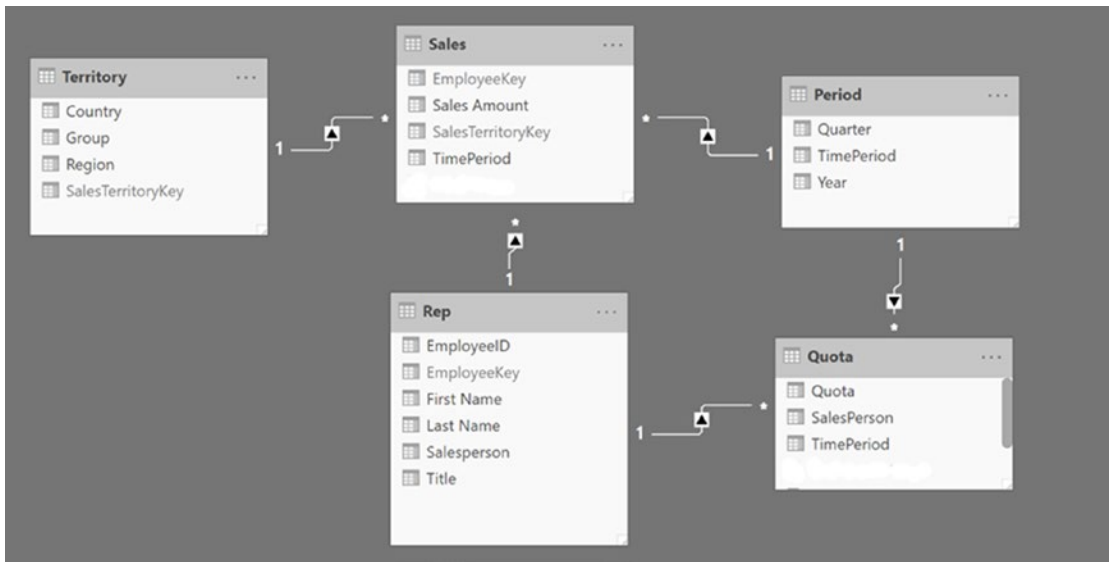 Territory
Country
Group
Region
SalesTerritoryKey
1
*
Sales
EmployeeKey
Sales Amount
SalesTerritoryKey
TimePeriod
*
1
Period
Quarter
TimePeriod
Year
*
1
1
*
Rep
EmployeeID
EmployeeKey
First Name
Last Name
Salesperson
Title
1
*
Quota
Quota
SalesPerson
TimePeriod